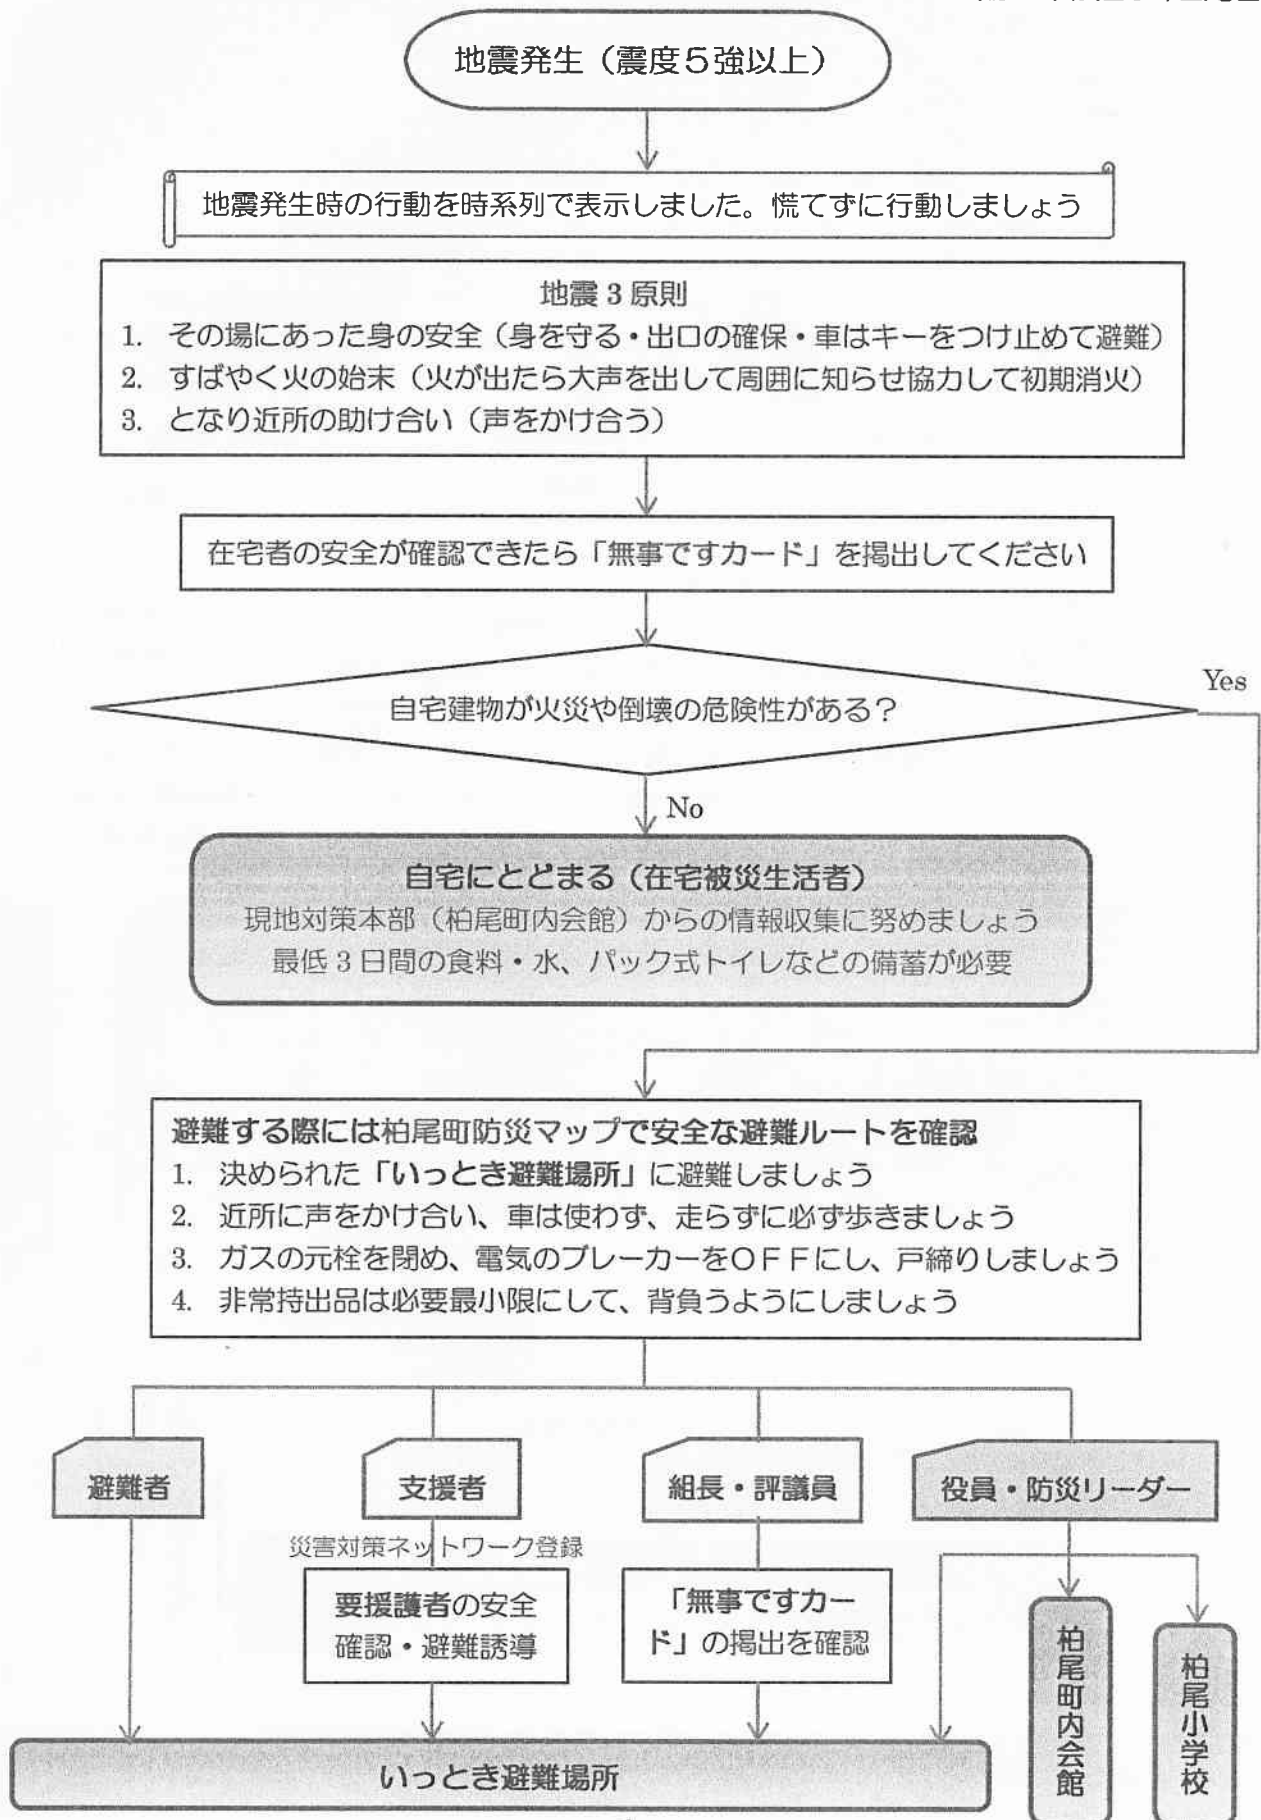 地震発生（震度５強以上）
地震発生時の行動を時系列で表示しました。慌てずに行動しましょう
地震 3 原則
1. その場にあった身の安全（身を守る・出口の確保・車はキーをつけ止めて避難）
2. すばやく火の始末（火が出たら大声を出して周囲に知らせ協力して初期消火）
3. となり近所の助け合い（声をかけ合う）
在宅者の安全が確認できたら「無事ですカード」を掲出してください
自宅建物が火災や倒壊の危険性がある？
Yes
No
自宅にとどまる（在宅被災生活者）
現地対策本部（柏尾町内会館）からの情報収集に努めましょう
最低 3 日間の食料・水、パック式トイレなどの備蓄が必要
避難する際には柏尾町防災マップで安全な避難ルートを確認
1. 決められた「いっとき避難場所」に避難しましょう
2. 近所に声をかけ合い、車は使わず、走らずに必ず歩きましょう
3. ガスの元栓を閉め、電気のブレーカーをＯＦＦにし、戸締りしましょう
4. 非常持出品は必要最小限にして、背負うようにしましょう
避難者
支援者
組長・評議員
役員・防災リーダー
災害対策ネットワーク登録
要援護者の安全
確認・避難誘導
「無事ですカー
ド」の掲出を確認
柏尾町内会館
柏尾小学校
いっとき避難場所